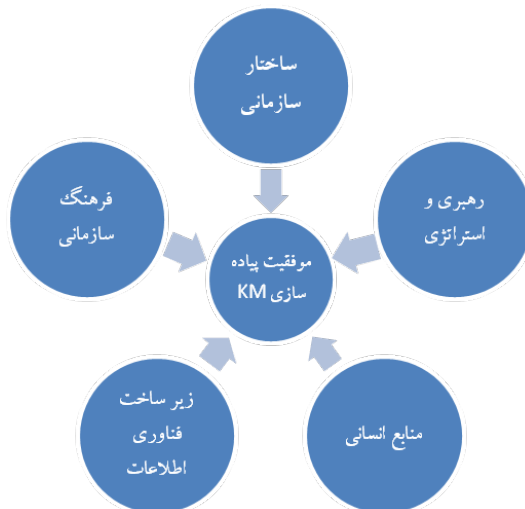 ساختار
سازمانی
رهبری و
استراتژی
فرهنگ
سازمانی
موفقیت پیاده
سازی KM
منابع انسانی
زیر ساخت
فناوری
اطلاعات